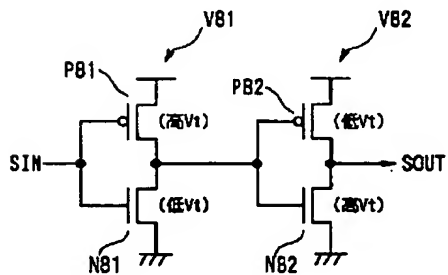 V81 V82
P81 P82
(高Vt) (低Vt)
SIN SOUT
(低Vt) (高Vt)
N81 N82